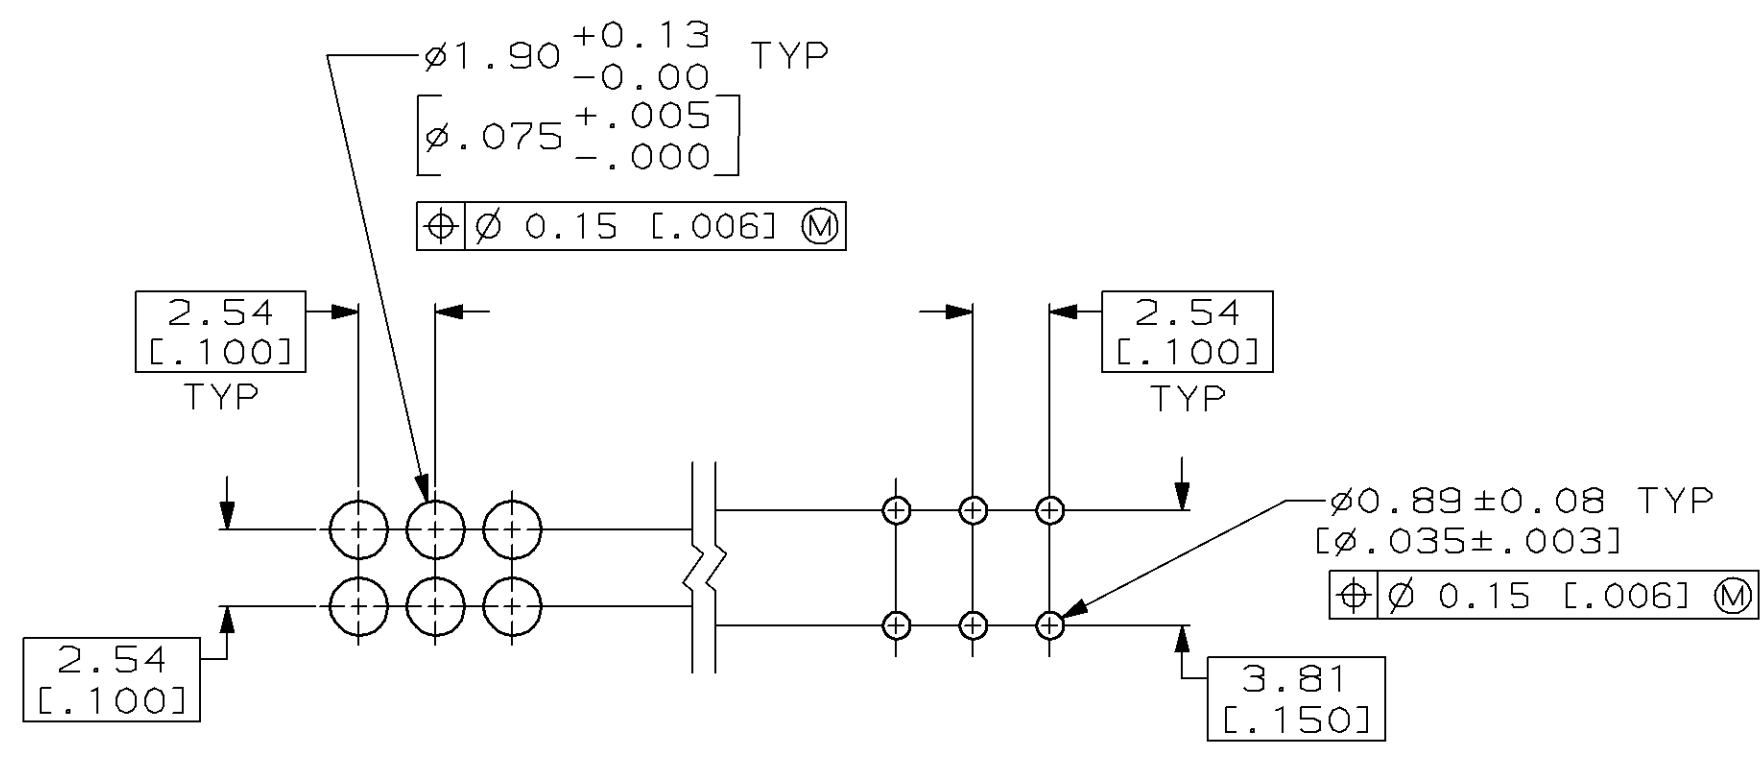 ⌀1.90 +0.13 -0.00 TYP
[⌀.075 +.005 -.000]
⌖ ⌀ 0.15 [.006] Ⓜ
2.54
[.100]
TYP
2.54
[.100]
TYP
⌀0.89±0.08 TYP
[⌀.035±.003]
⌖ ⌀ 0.15 [.006] Ⓜ
2.54
[.100]
3.81
[.150]